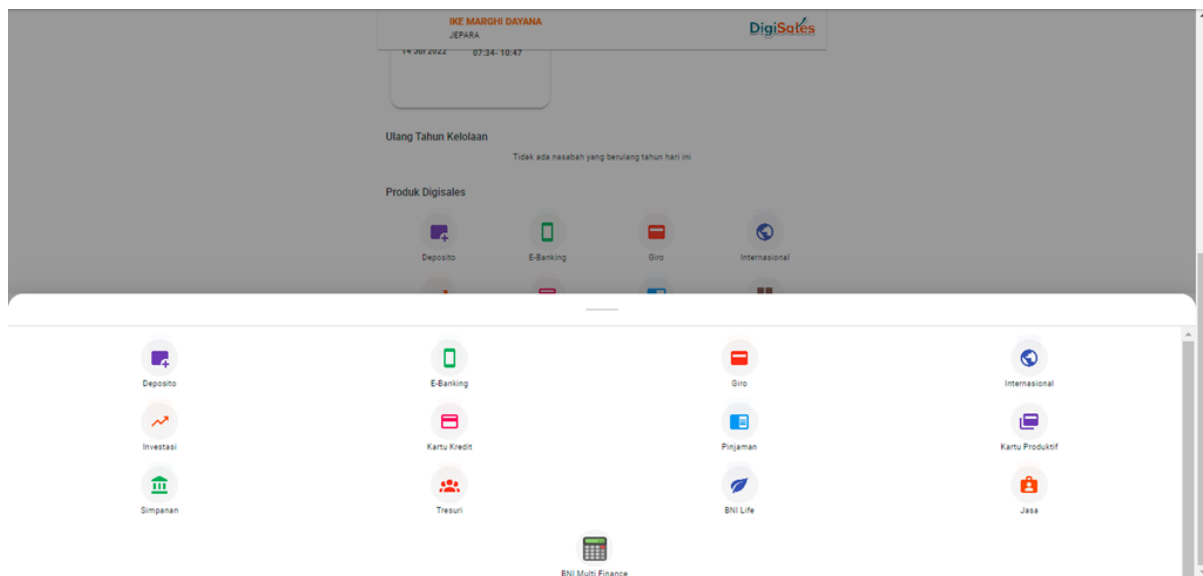 IKE MARGHI DAYANA
JEPARA
DigiSales
14 Jul 2022 07:34- 10:47
Ulang Tahun Kelolaan
Tidak ada nasabah yang berulang tahun hari ini
Produk Digisales
Deposito E-Banking Giro Internasional
Deposito E-Banking Giro Internasional
Investasi Kartu Kredit Pinjaman Kartu Produktif
Simpanan Tresuri BNI Life Jasa
BNI Multi Finance